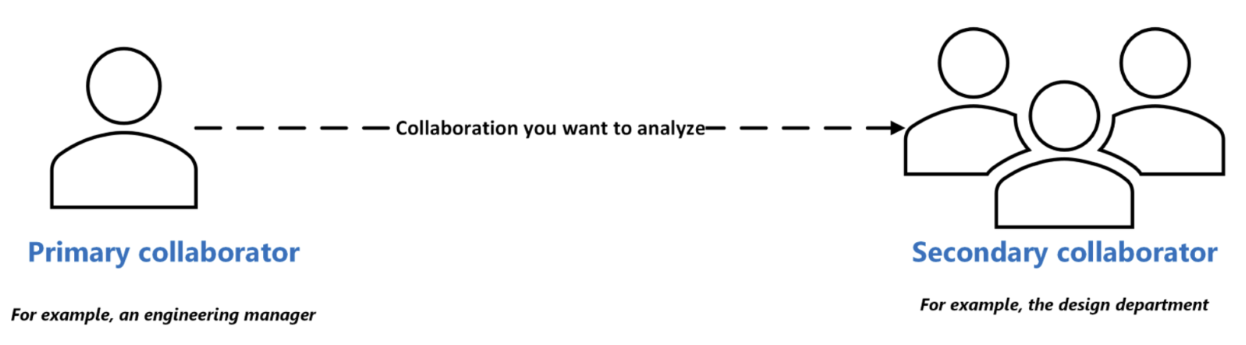 Collaboration you want to analyze
Primary collaborator
Secondary collaborator
For example, an engineering manager
For example, the design department